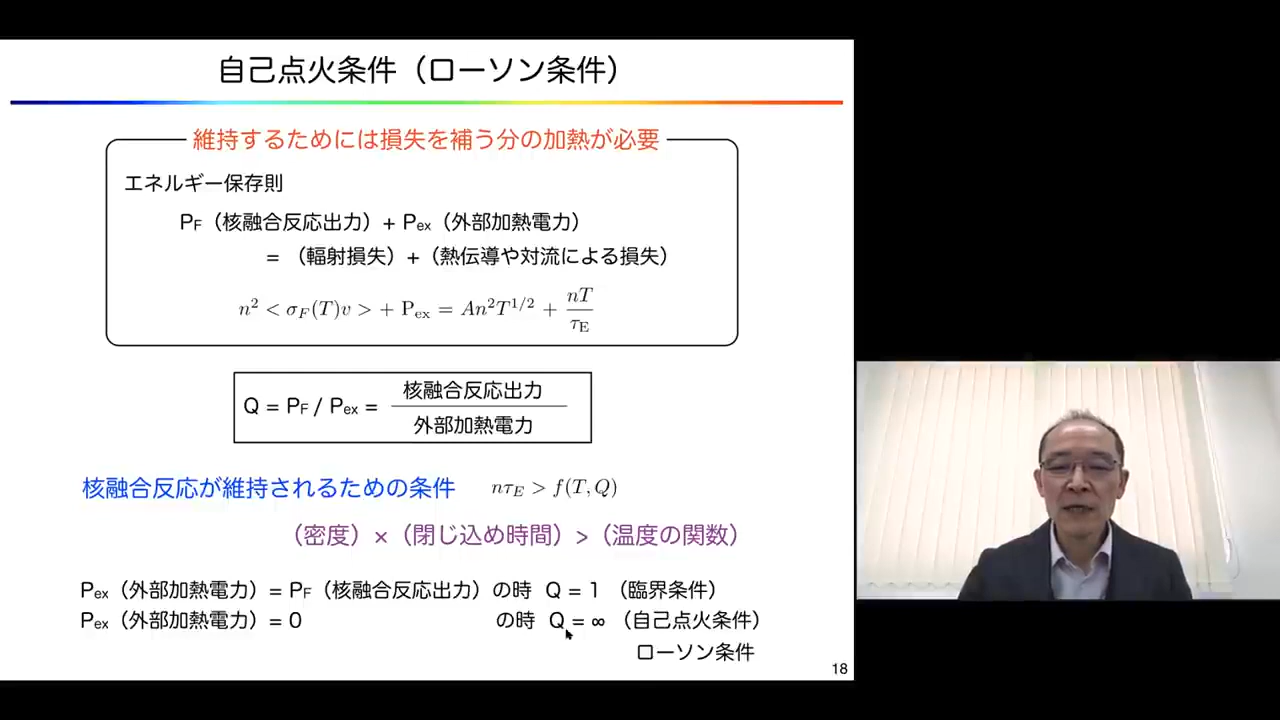 自己点火条件（ローソン条件）
維持するためには損失を補う分の加熱が必要
エネルギー保存則
PF（核融合反応出力）+ Pex（外部加熱電力）
= （輻射損失）+（熱伝導や対流による損失）
n² < σF(T)v > + Pex = An²T^1/2 + nT/τE
Q = PF / Pex = 核融合反応出力 / 外部加熱電力
核融合反応が維持されるための条件 nτE > f(T, Q)
（密度）×（閉じ込め時間）>（温度の関数）
Pex（外部加熱電力）= PF（核融合反応出力）の時 Q = 1 （臨界条件）
Pex（外部加熱電力）= 0 の時 Q = ∞ （自己点火条件）
ローソン条件
18